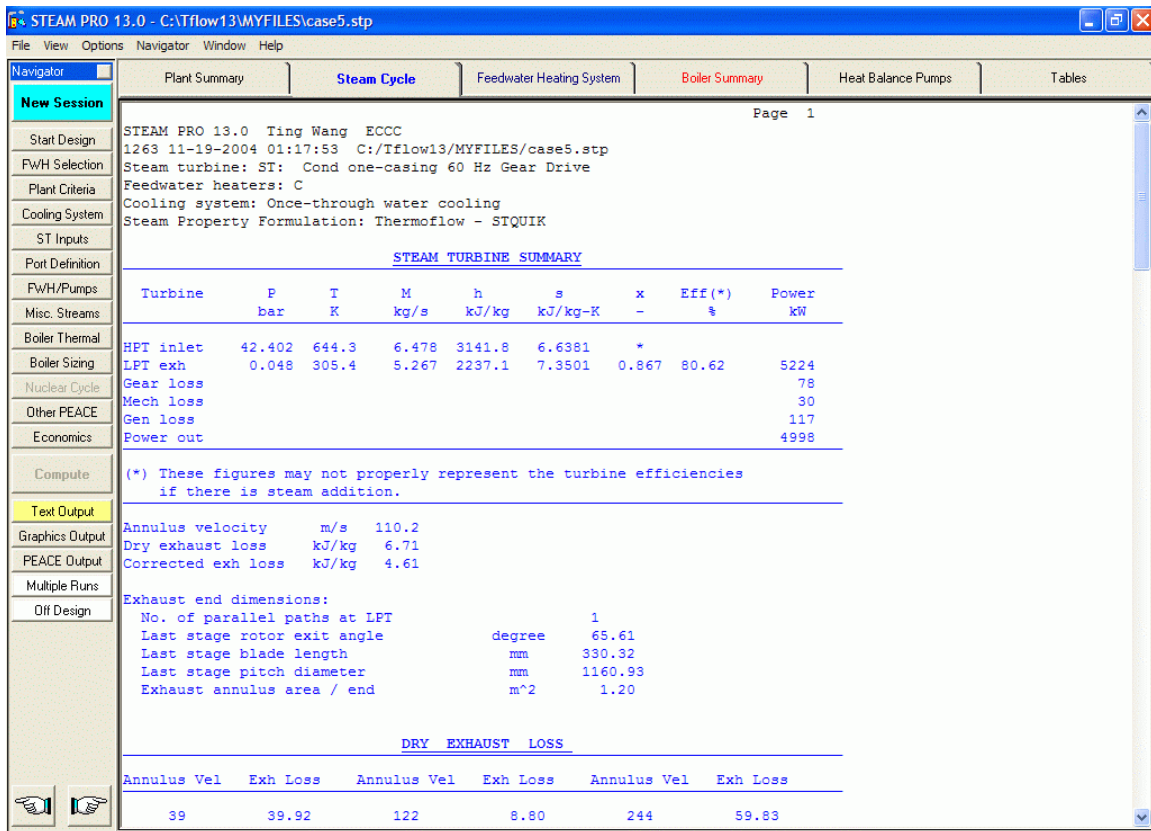 STEAM PRO 13.0 - C:\Tflow13\MYFILES\case5.stp
File View Options Navigator Window Help
Navigator
New Session
Start Design
FWH Selection
Plant Criteria
Cooling System
ST Inputs
Port Definition
FWH/Pumps
Misc. Streams
Boiler Thermal
Boiler Sizing
Nuclear Cycle
Other PEACE
Economics
Compute
Text Output
Graphics Output
PEACE Output
Multiple Runs
Off Design
Plant Summary Steam Cycle Feedwater Heating System Boiler Summary Heat Balance Pumps Tables
Page 1
STEAM PRO 13.0 Ting Wang ECCC
1263 11-19-2004 01:17:53 C:/Tflow13/MYFILES/case5.stp
Steam turbine: ST: Cond one-casing 60 Hz Gear Drive
Feedwater heaters: C
Cooling system: Once-through water cooling
Steam Property Formulation: Thermoflow - STQUIK
STEAM TURBINE SUMMARY
Turbine P T M h s x Eff(*) Power
bar K kg/s kJ/kg kJ/kg-K - % kW
HPT inlet 42.402 644.3 6.478 3141.8 6.6381 *
LPT exh 0.048 305.4 5.267 2237.1 7.3501 0.867 80.62 5224
Gear loss 78
Mech loss 30
Gen loss 117
Power out 4998
(*) These figures may not properly represent the turbine efficiencies
if there is steam addition.
Annulus velocity m/s 110.2
Dry exhaust loss kJ/kg 6.71
Corrected exh loss kJ/kg 4.61
Exhaust end dimensions:
No. of parallel paths at LPT 1
Last stage rotor exit angle degree 65.61
Last stage blade length mm 330.32
Last stage pitch diameter mm 1160.93
Exhaust annulus area / end m^2 1.20
DRY EXHAUST LOSS
Annulus Vel Exh Loss Annulus Vel Exh Loss Annulus Vel Exh Loss
39 39.92 122 8.80 244 59.83